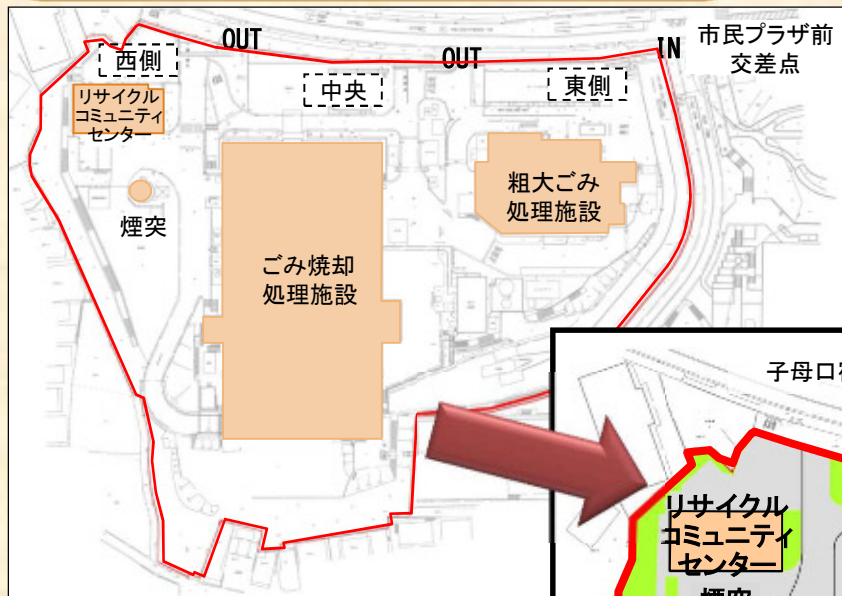 OUT
OUT
IN
市民プラザ前
交差点
西側
中央
東側
リサイクル
コミュニティ
センター
煙突
ごみ焼却
処理施設
粗大ごみ
処理施設
子母口
リサイクル
コミュニティ
センター
煙突